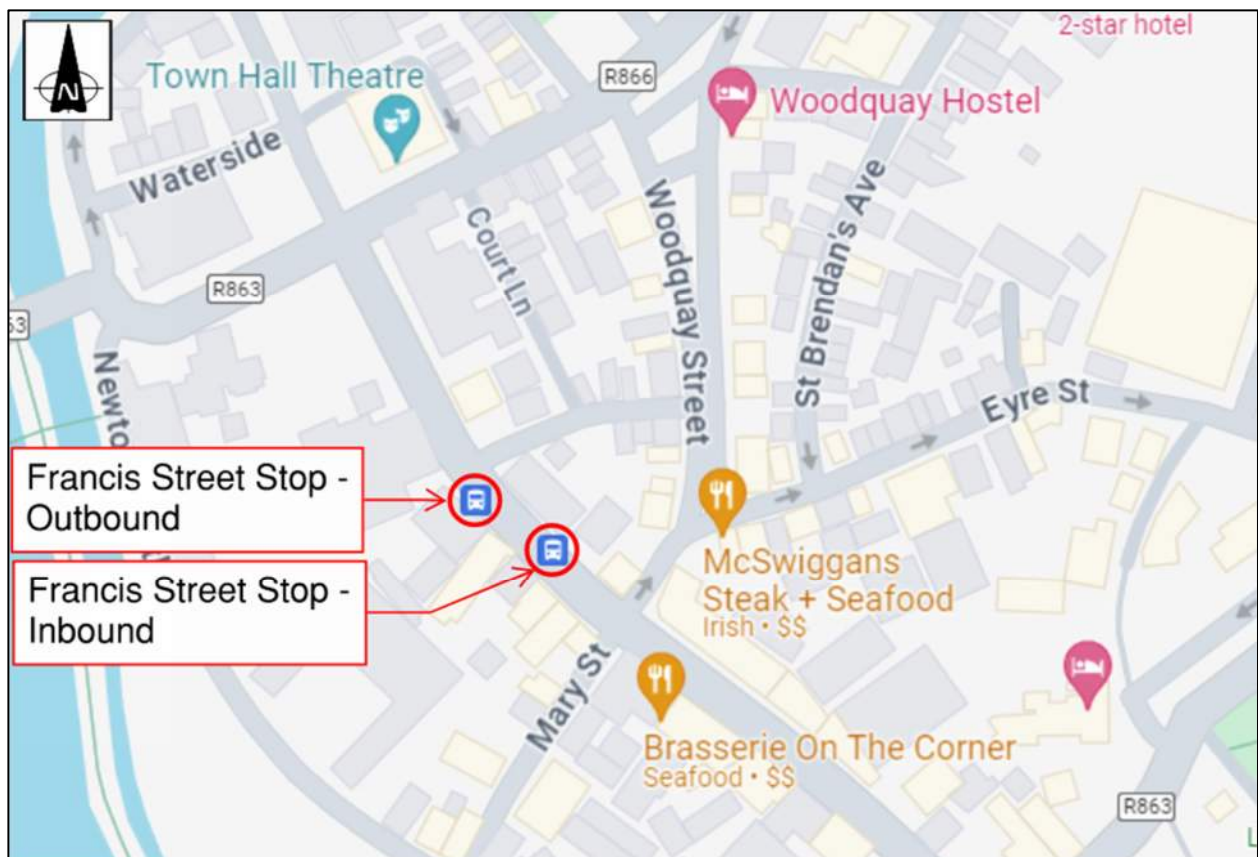 N
2-star hotel
Town Hall Theatre
R866
Woodquay Hostel
Waterside
Court Ln
Woodquay Street
St Brendan's Ave
R863
63
Newto
Eyre St
Francis Street Stop -
Outbound
Francis Street Stop -
Inbound
McSwiggans
Steak + Seafood
Irish • $$
Mary St
Brasserie On The Corner
Seafood • $$
R863
L